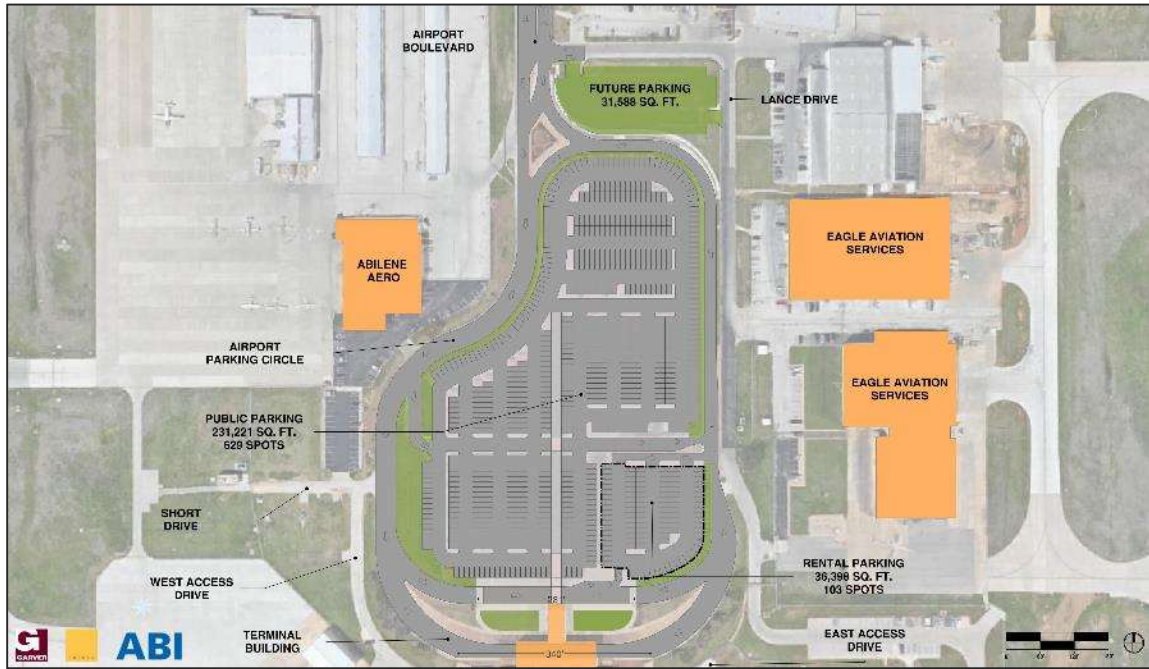 AIRPORT
BOULEVARD
FUTURE PARKING
31,588 SQ. FT.
LANCE DRIVE
ABILENE
AERO
EAGLE AVIATION
SERVICES
AIRPORT
PARKING CIRCLE
EAGLE AVIATION
SERVICES
PUBLIC PARKING
231,221 SQ. FT.
629 SPOTS
SHORT
DRIVE
WEST ACCESS
DRIVE
RENTAL PARKING
36,398 SQ. FT.
103 SPOTS
TERMINAL
BUILDING
340'
EAST ACCESS
DRIVE
G
GARVER
ABI